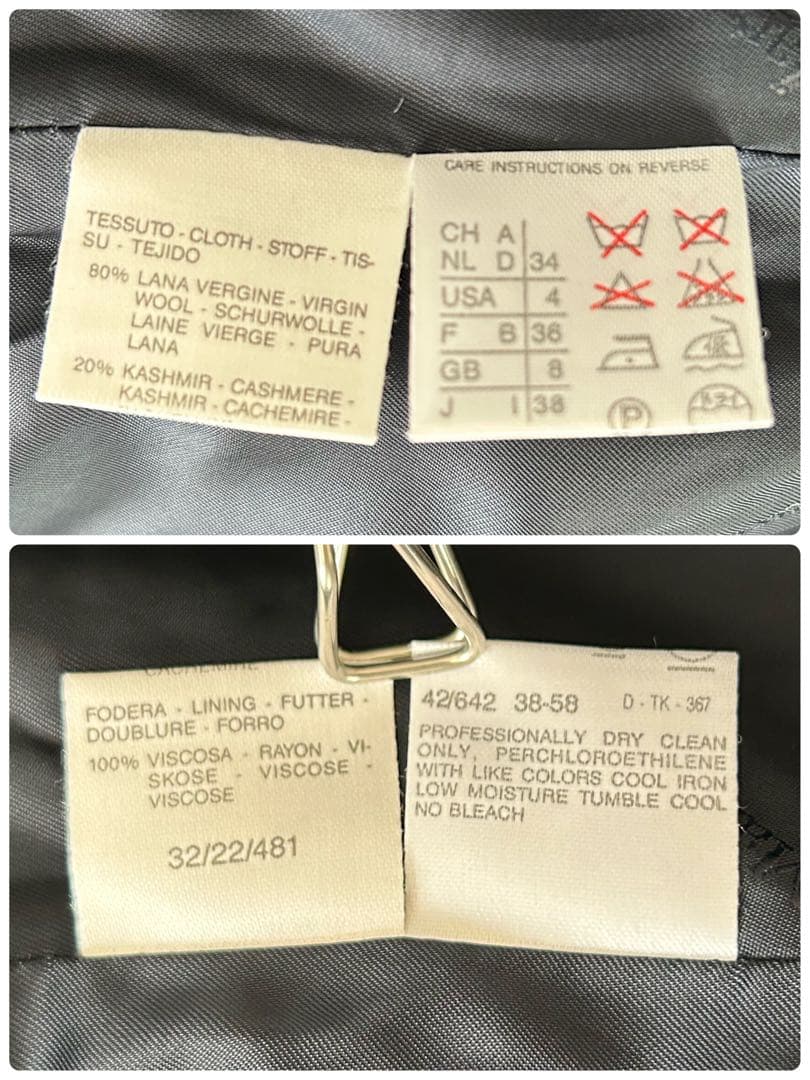 TESSUTO - CLOTH - STOFF - TIS-
SU - TEJIDO
80% LANA VERGINE - VIRGIN
WOOL - SCHURWOLLE -
LAINE VIERGE - PURA
LANA
20% KASHMIR - CASHMERE -
KASHMIR - CACHEMIRE -
CARE INSTRUCTIONS ON REVERSE
CH A
NL D 34
USA 4
F B 36
GB 8
J I 38
P
CACHEMIRE
FODERA - LINING - FUTTER -
DOUBLURE - FORRO
100% VISCOSA - RAYON - VI-
SKOSE - VISCOSE -
VISCOSE
32/22/481
42/642 38-58 D - TK - 367
PROFESSIONALLY DRY CLEAN
ONLY, PERCHLOROETHILENE
WITH LIKE COLORS COOL IRON
LOW MOISTURE TUMBLE COOL
NO BLEACH